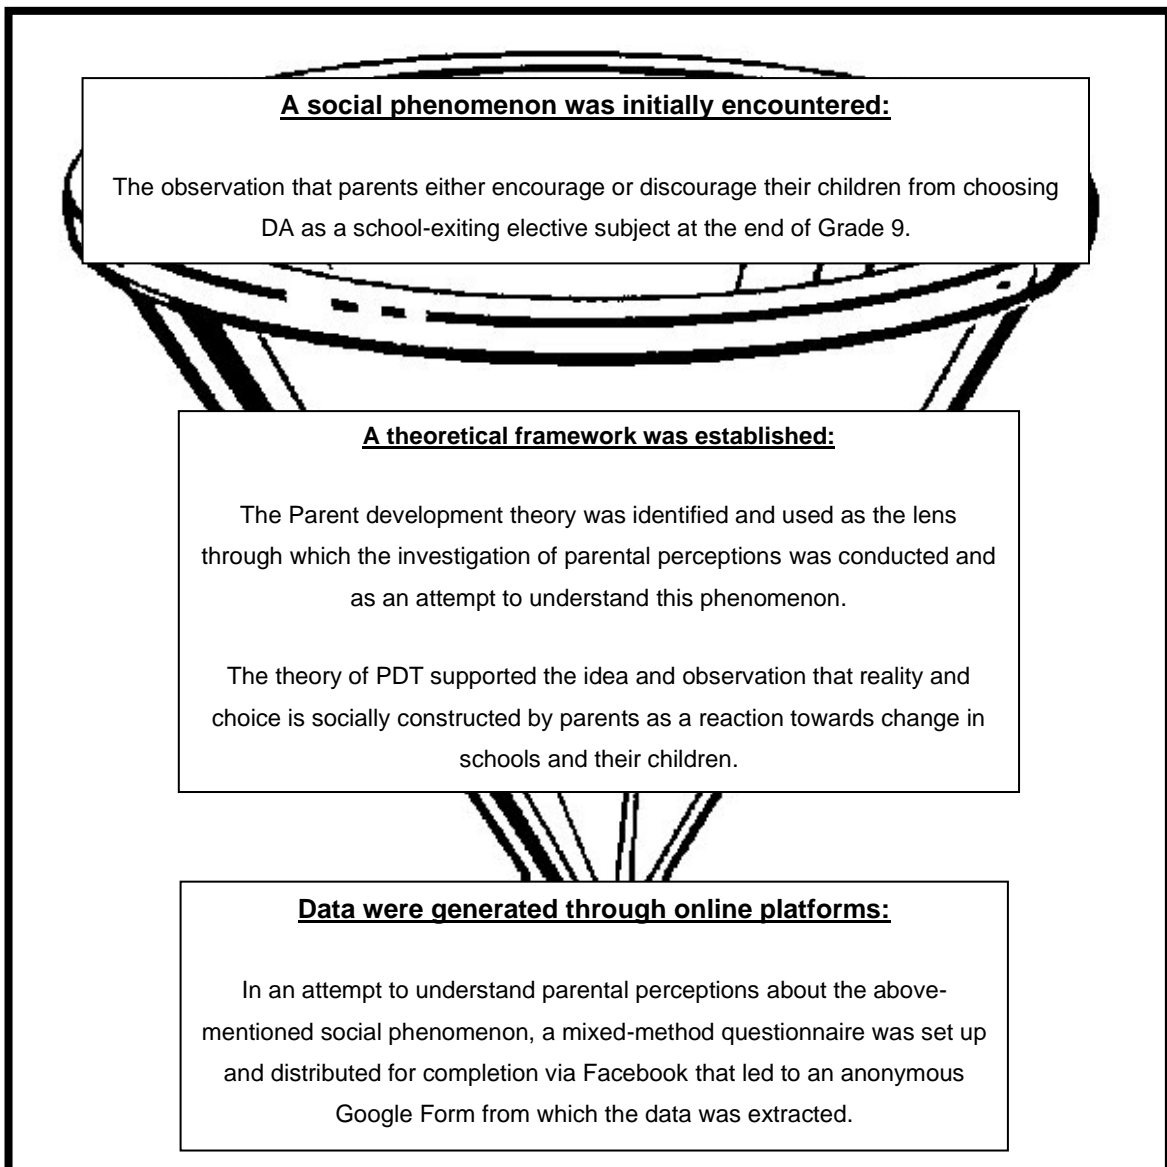 A social phenomenon was initially encountered:
The observation that parents either encourage or discourage their children from choosing
DA as a school-exiting elective subject at the end of Grade 9.
A theoretical framework was established:
The Parent development theory was identified and used as the lens
through which the investigation of parental perceptions was conducted and
as an attempt to understand this phenomenon.
The theory of PDT supported the idea and observation that reality and
choice is socially constructed by parents as a reaction towards change in
schools and their children.
Data were generated through online platforms:
In an attempt to understand parental perceptions about the above-
mentioned social phenomenon, a mixed-method questionnaire was set up
and distributed for completion via Facebook that led to an anonymous
Google Form from which the data was extracted.